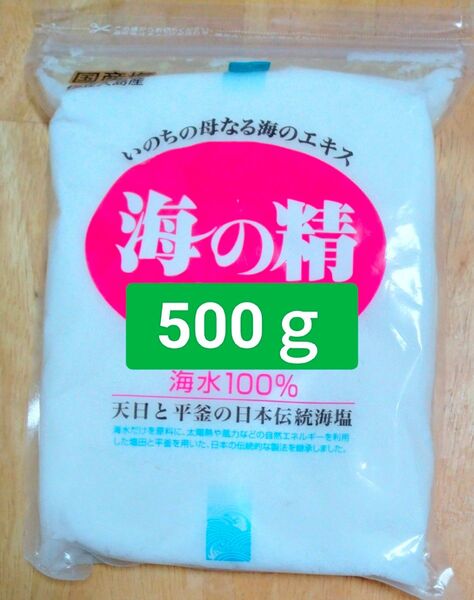 国産塩
いのちの母なる海のエキス
海の精
500g
海水100%
天日と平釜の日本伝統海塩
海水だけを原料に、太陽熱や風力などの自然エネルギーを利用
した塩田と平釜を用いた、日本の伝統的な製法を継承しました。